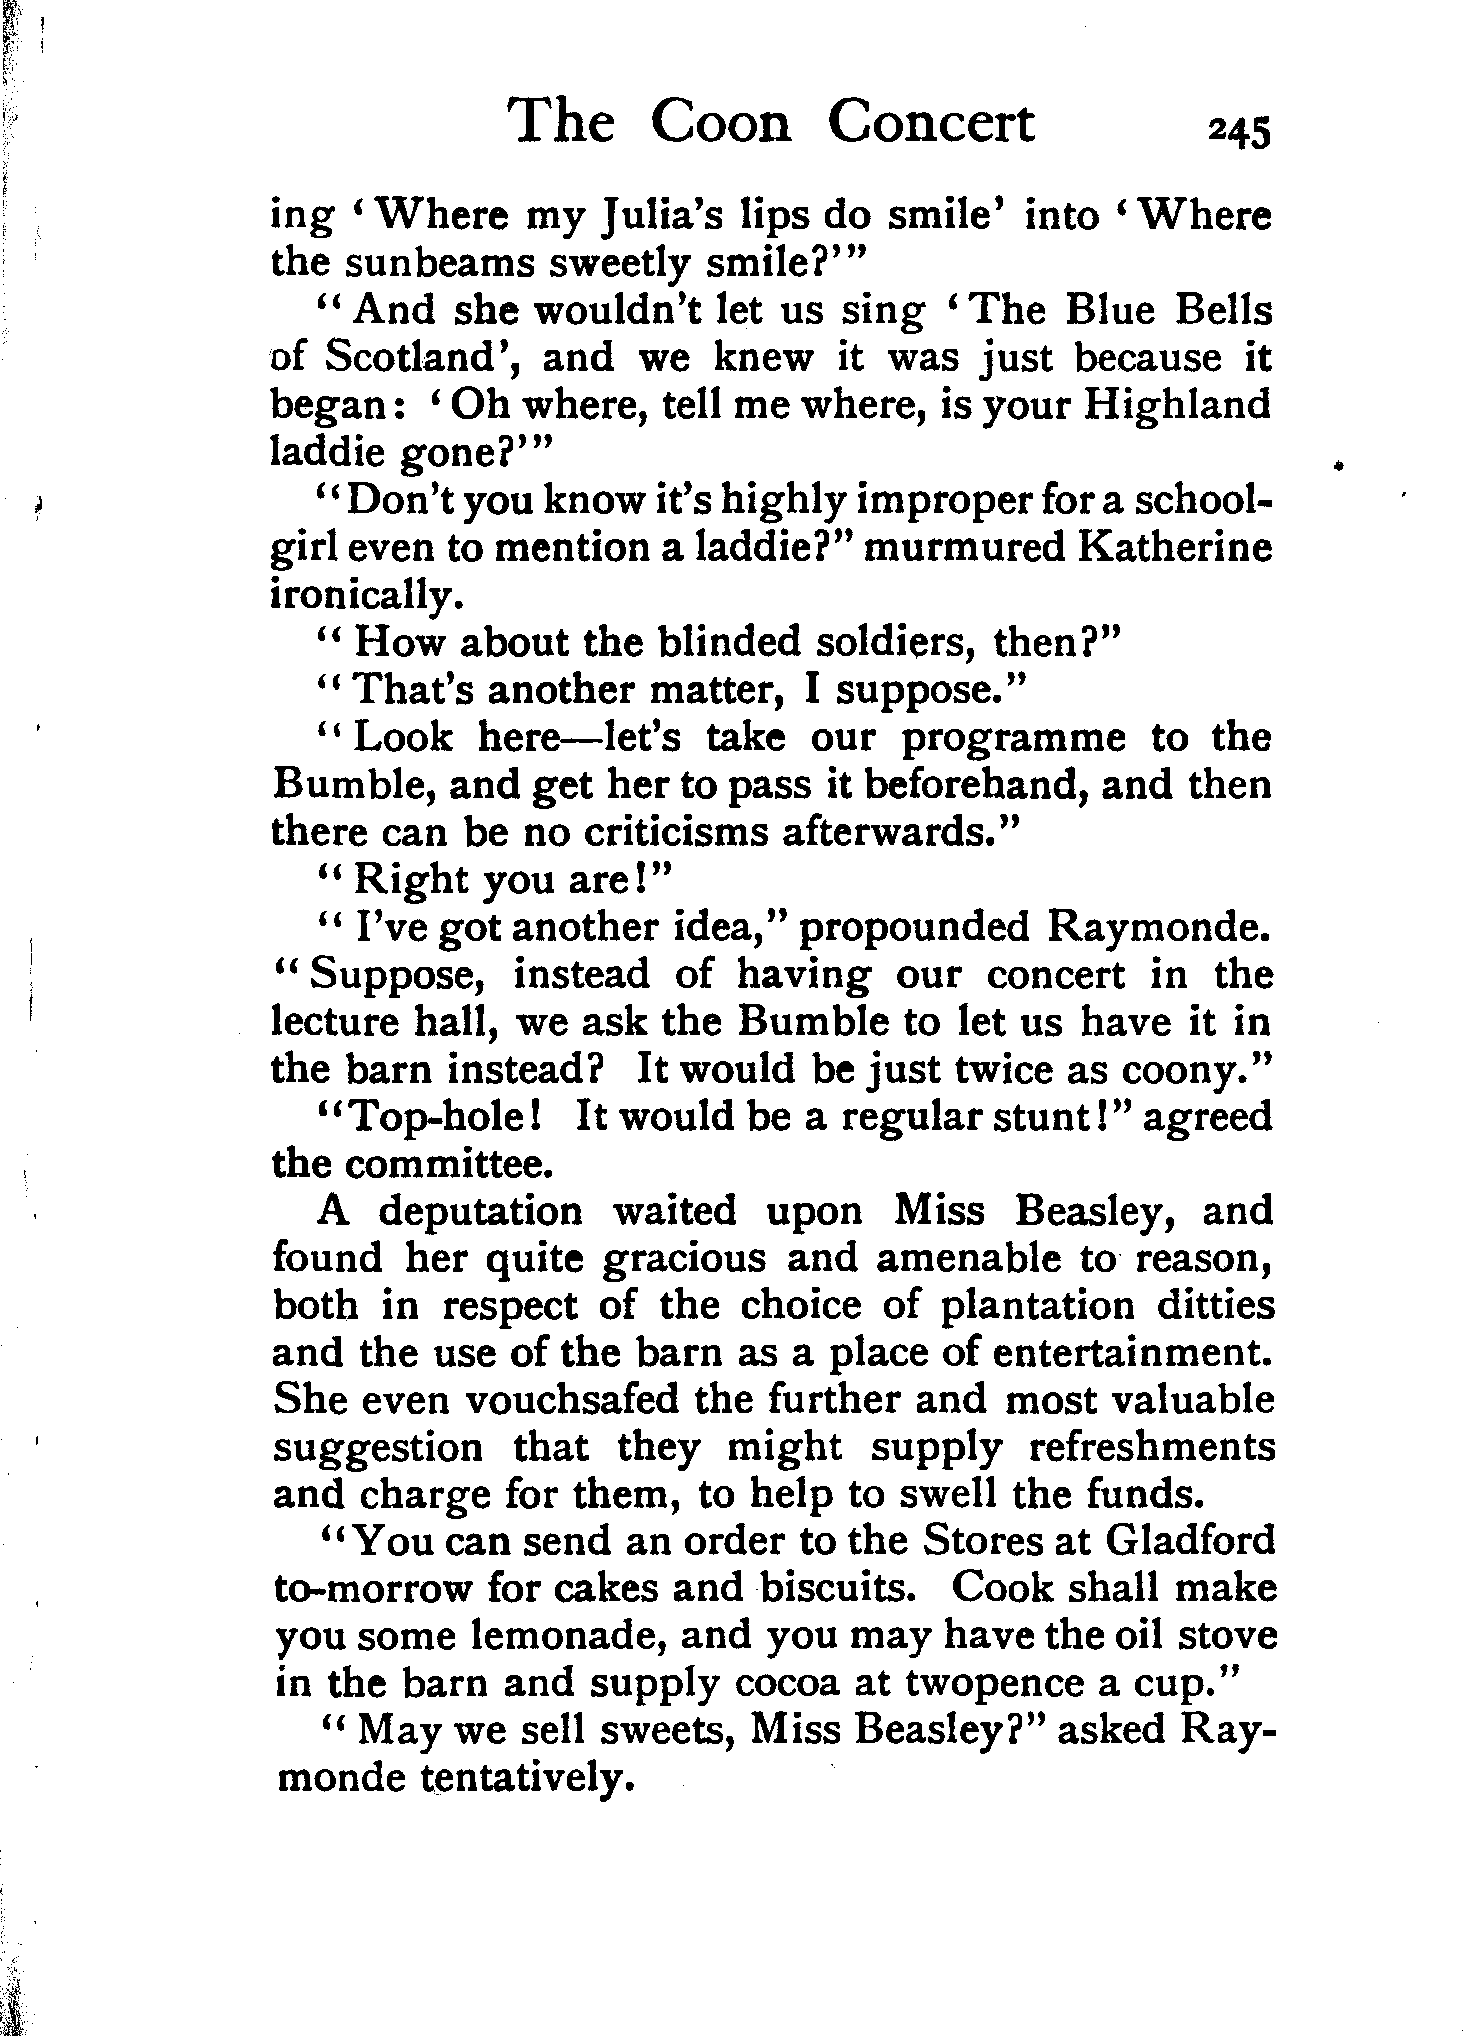 The Coon Concert 245
ing ‘Where my Julia’s lips do smile’ into ‘Where
the sunbeams sweetly smile?’”
“And she wouldn’t let us sing ‘The Blue Bells
of Scotland’, and we knew it was just because it
began: ‘Oh where, tell me where, is your Highland
laddie gone?’”
“Don’t you know it’s highly improper for a school-
girl even to mention a laddie?” murmured Katherine
ironically.
“How about the blinded soldiers, then?”
“That’s another matter, I suppose.”
“Look here—let’s take our programme to the
Bumble, and get her to pass it beforehand, and then
there can be no criticisms afterwards.”
“Right you are!”
“I’ve got another idea,” propounded Raymonde.
“Suppose, instead of having our concert in the
lecture hall, we ask the Bumble to let us have it in
the barn instead? It would be just twice as coony.”
“Top-hole! It would be a regular stunt!” agreed
the committee.
A deputation waited upon Miss Beasley, and
found her quite gracious and amenable to reason,
both in respect of the choice of plantation ditties
and the use of the barn as a place of entertainment.
She even vouchsafed the further and most valuable
suggestion that they might supply refreshments
and charge for them, to help to swell the funds.
“You can send an order to the Stores at Gladford
to-morrow for cakes and biscuits. Cook shall make
you some lemonade, and you may have the oil stove
in the barn and supply cocoa at twopence a cup.”
“May we sell sweets, Miss Beasley?” asked Ray-
monde tentatively.